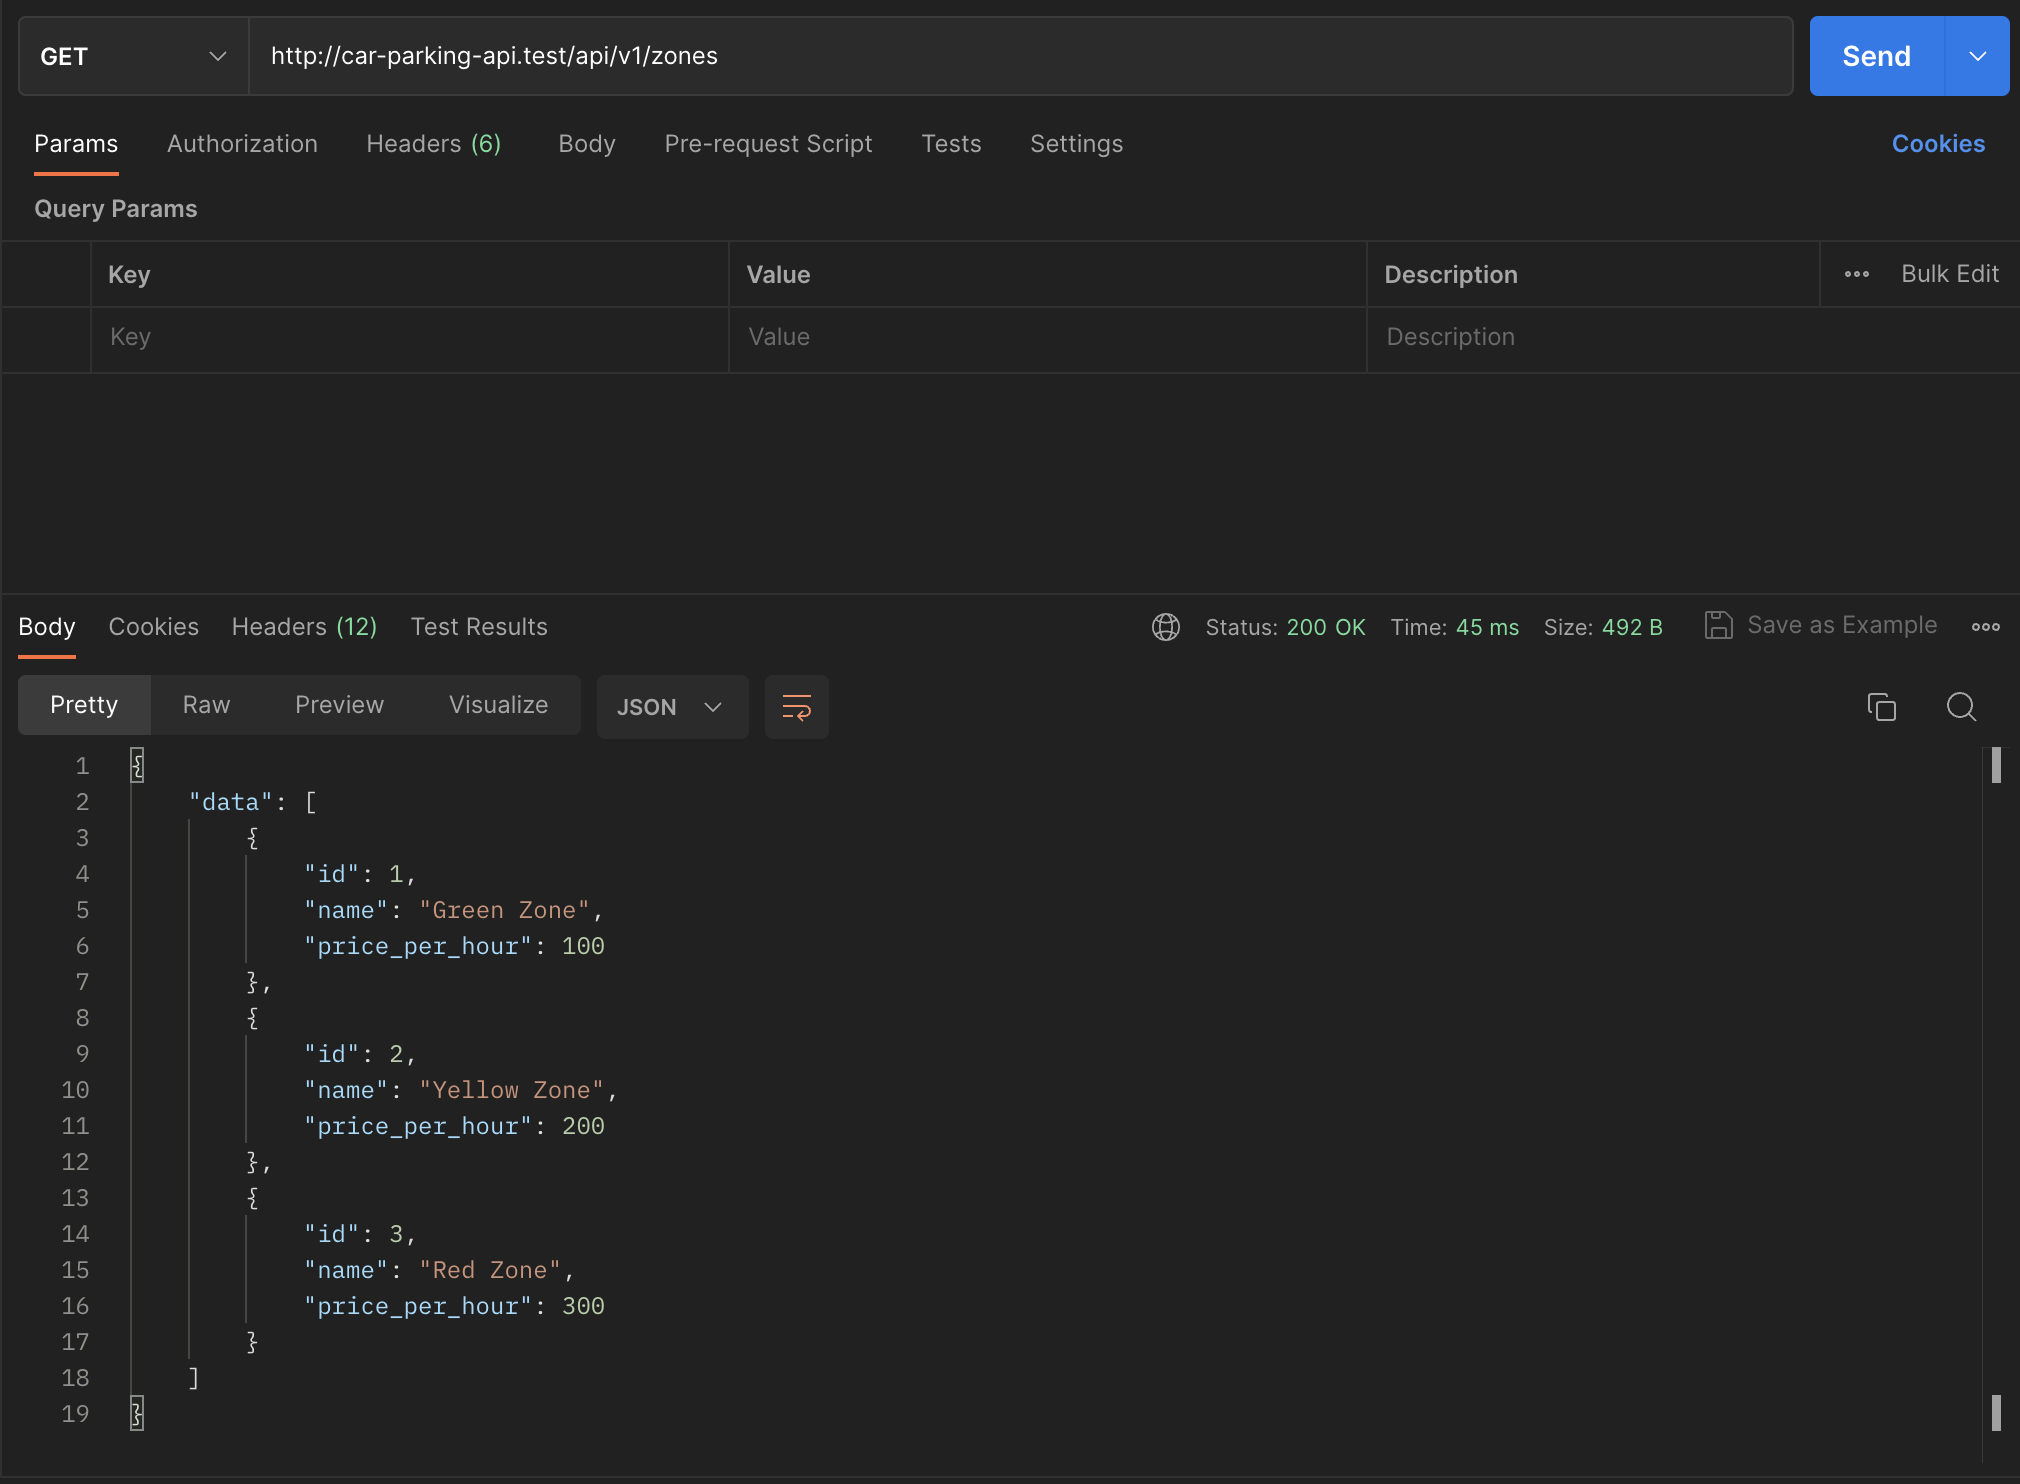 GET http://car-parking-api.test/api/v1/zones Send
Params Authorization Headers (6) Body Pre-request Script Tests Settings Cookies
Query Params
Key Value Description Bulk Edit
Key Value Description
Body Cookies Headers (12) Test Results Status: 200 OK Time: 45 ms Size: 492 B Save as Example
Pretty Raw Preview Visualize JSON
1 {
2 "data": [
3 {
4 "id": 1,
5 "name": "Green Zone",
6 "price_per_hour": 100
7 },
8 {
9 "id": 2,
10 "name": "Yellow Zone",
11 "price_per_hour": 200
12 },
13 {
14 "id": 3,
15 "name": "Red Zone",
16 "price_per_hour": 300
17 }
18 ]
19 }